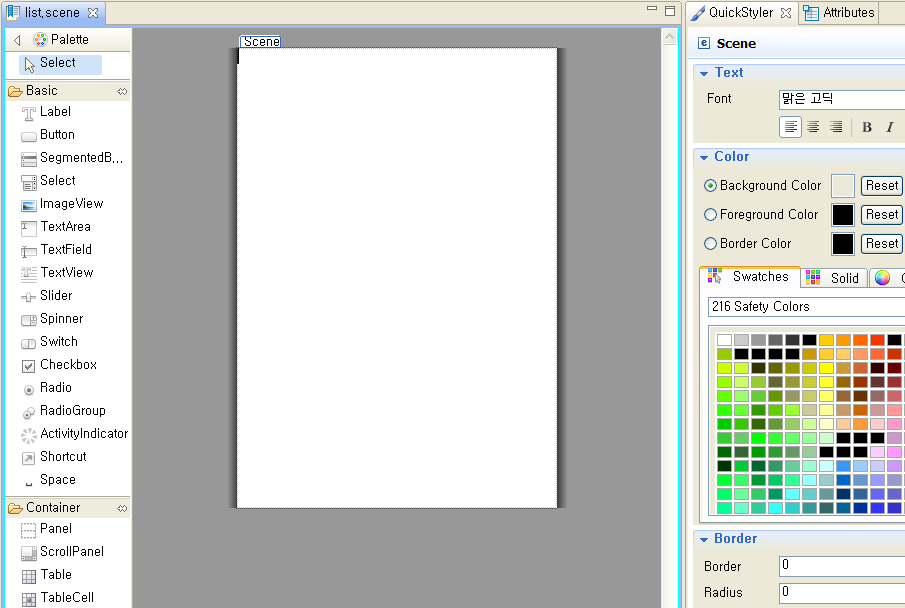 list.scene
Palette
Select
Basic
Label
Button
SegmentedB...
Select
ImageView
TextArea
TextField
TextView
Slider
Spinner
Switch
Checkbox
Radio
RadioGroup
ActivityIndicator
Shortcut
Space
Container
Panel
ScrollPanel
Table
TableCell
Scene
QuickStyler
Attributes
Scene
Text
Font
맑은 고딕
B I
Color
Background Color
Reset
Foreground Color
Reset
Border Color
Reset
Swatches
Solid
216 Safety Colors
Border
Border
0
Radius
0